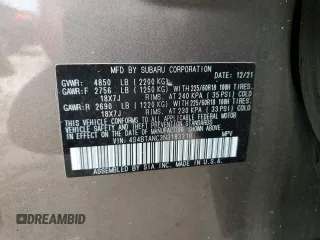 MFD. BY SUBARU CORPORATION
DATE 12/21
GVWR: 4850 LB (2200 KG)
GAWR:F 2756 LB (1250 KG) WITH 225/60R18 100H TIRES.
18X7J RIMS. AT 240 KPA (35 PSI) COLD
GAWR:R 2690 LB (1220 KG) WITH 225/60R18 100H TIRES.
18X7J RIMS. AT 230 KPA (33 PSI) COLD
THIS VEHICLE CONFORMS TO ALL APPLICABLE
FEDERAL MOTOR VEHICLE SAFETY,
BUMPER, AND THEFT PREVENTION STANDARDS
IN EFFECT ON THE DATE OF
MANUFACTURE SHOWN ABOVE.
VIN: MPV
ASSEMBLED BY SIA INC, MADE IN U.S.A.
DREAMBID